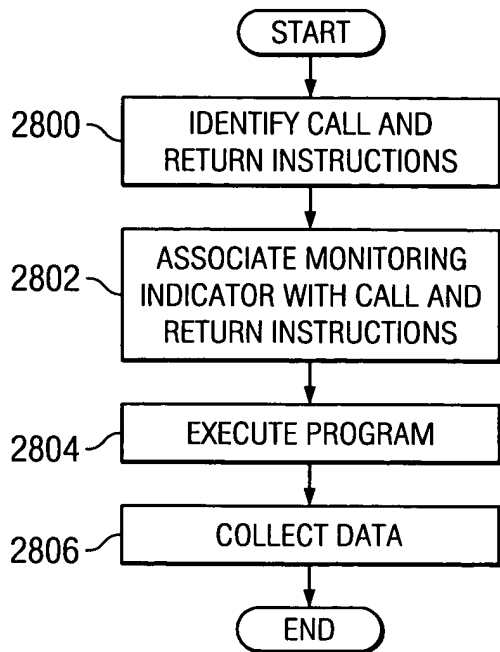 START
2800
IDENTIFY CALL AND
RETURN INSTRUCTIONS
2802
ASSOCIATE MONITORING
INDICATOR WITH CALL AND
RETURN INSTRUCTIONS
2804
EXECUTE PROGRAM
2806
COLLECT DATA
END